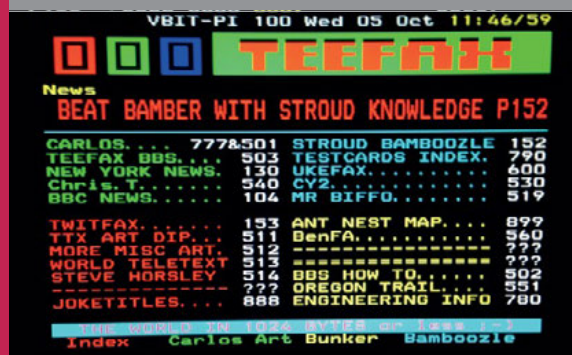 VBIT-PI 100 Wed 05 Oct 11:46/59
TEEFAX
News
BEAT BAMBER WITH STROUD KNOWLEDGE P152
CARLOS.... 777&501 STROUD BAMBOOZLE 152
TEEFAX BBS.... 503 TESTCARDS INDEX. 790
NEW YORK NEWS. 130 UKEFAX.......... 600
Chris.T....... 540 CY2............. 530
BBC NEWS...... 104 MR BIFFO........ 519
TWITFAX....... 153 ANT NEST MAP.... 899
TTX ART DIP... 511 BenFA........... 560
MORE MISC ART. 512 ================ ???
WORLD TELETEXT 513 ================ ???
STEVE HORSLEY 514 BBS HOW TO...... 502
-------------- ??? OREGON TRAIL.... 551
JOKETITLES.... 888 ENGINEERING INFO 780
THE WORLD IN 1024 BYTES or less ;-)
Index Carlos Art Bunker Bamboozle